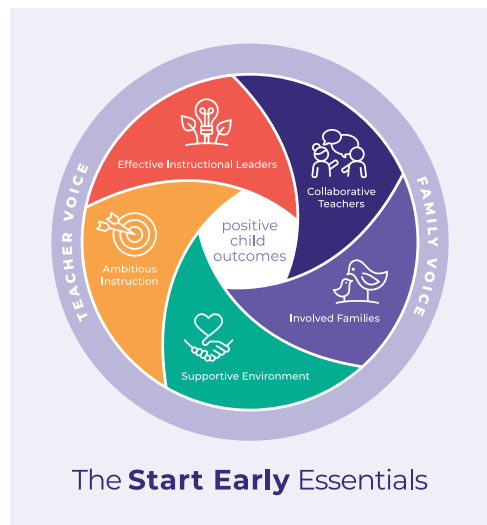 TEACHER VOICE
FAMILY VOICE
Effective Instructional Leaders
Collaborative
Teachers
positive
child
outcomes
Ambitious
Instruction
Involved Families
Supportive Environment
The Start Early Essentials